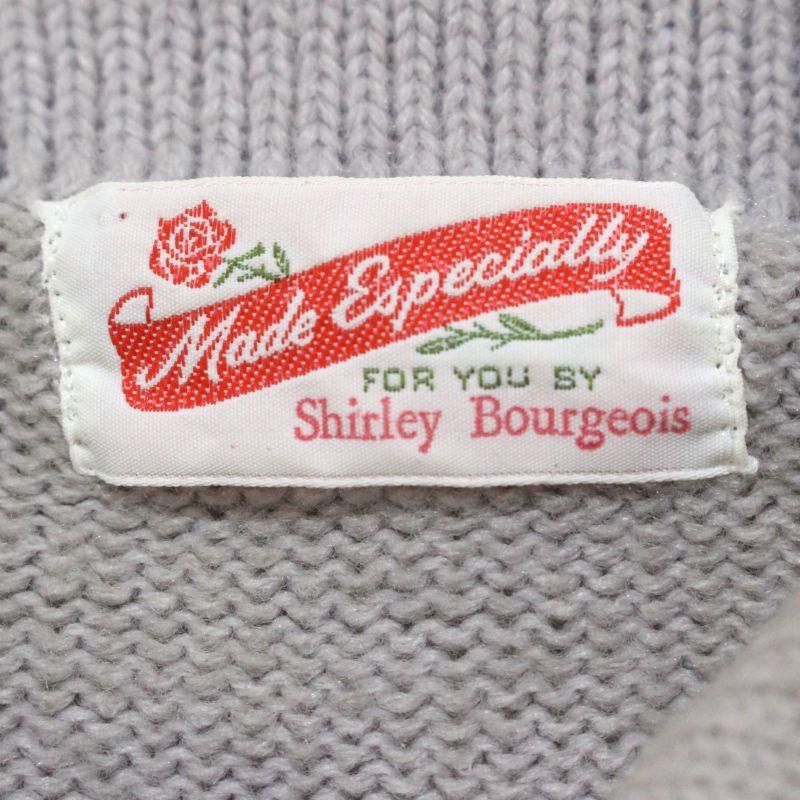 Made Especially
FOR YOU BY
Shirley Bourgeois